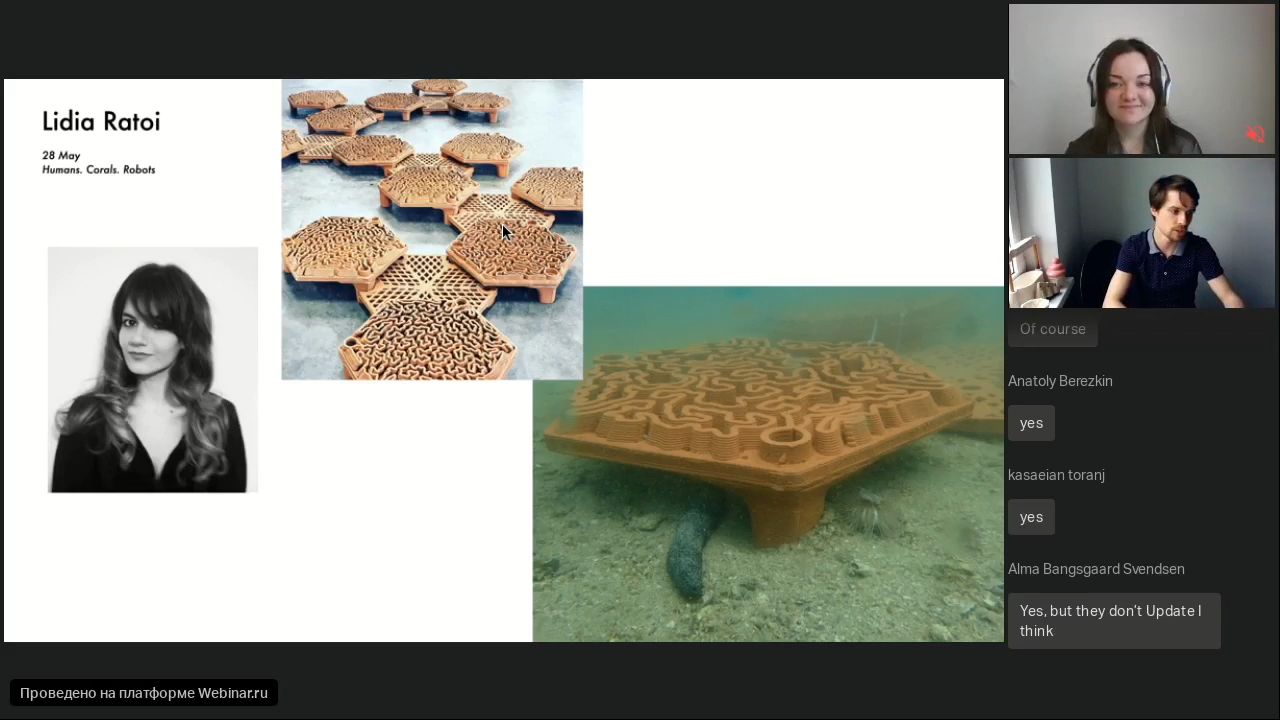 Lidia Ratoi
28 May
Humans. Corals. Robots
Of course
Anatoly Berezkin
yes
kasaeian toranj
yes
Alma Bangsgaard Svendsen
Yes, but they don't Update I
think
Проведено на платформе Webinar.ru